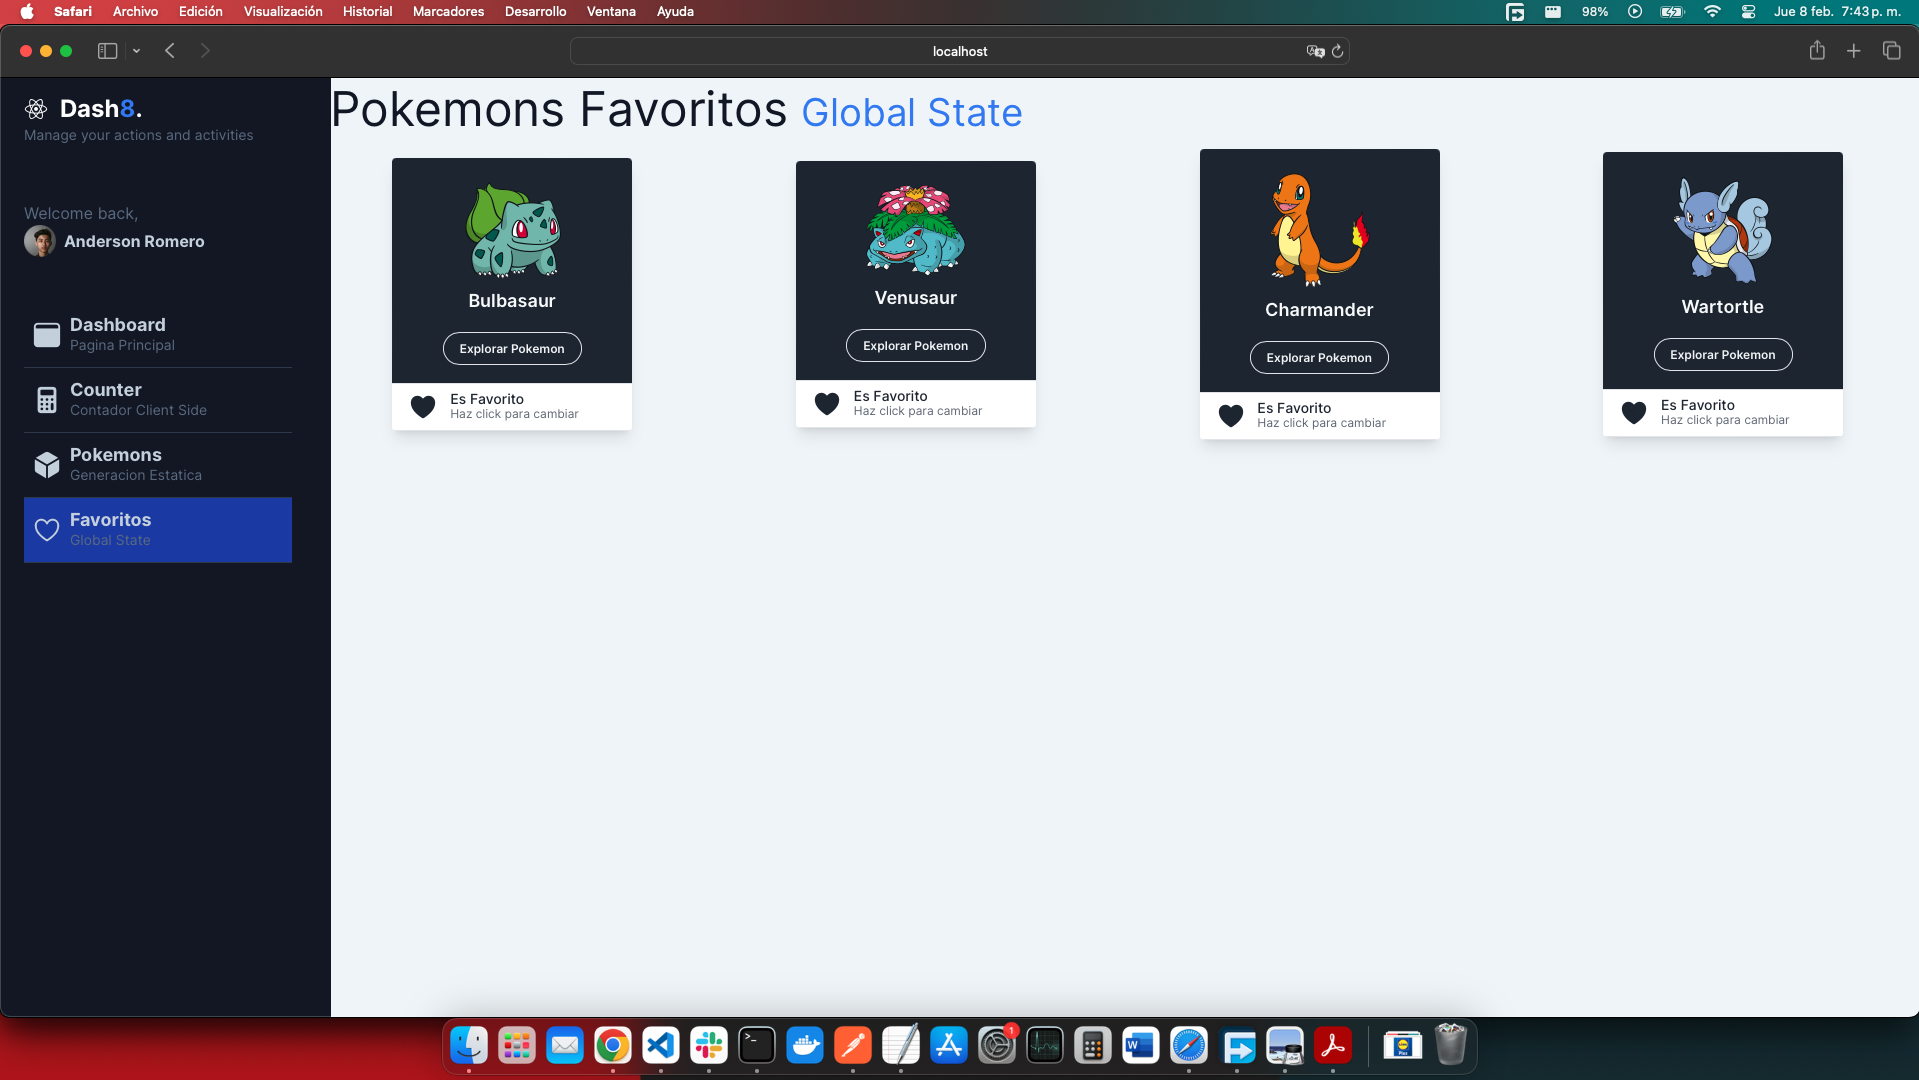 Safari Archivo Edición Visualización Historial Marcadores Desarrollo Ventana Ayuda 98% Jue 8 feb. 7:43 p. m.
localhost
Dash8.
Manage your actions and activities
Welcome back,
Anderson Romero
Dashboard
Pagina Principal
Counter
Contador Client Side
Pokemons
Generacion Estatica
Favoritos
Global State
Pokemons Favoritos Global State
Bulbasaur
Explorar Pokemon
Es Favorito
Haz click para cambiar
Venusaur
Explorar Pokemon
Es Favorito
Haz click para cambiar
Charmander
Explorar Pokemon
Es Favorito
Haz click para cambiar
Wartortle
Explorar Pokemon
Es Favorito
Haz click para cambiar
1
W